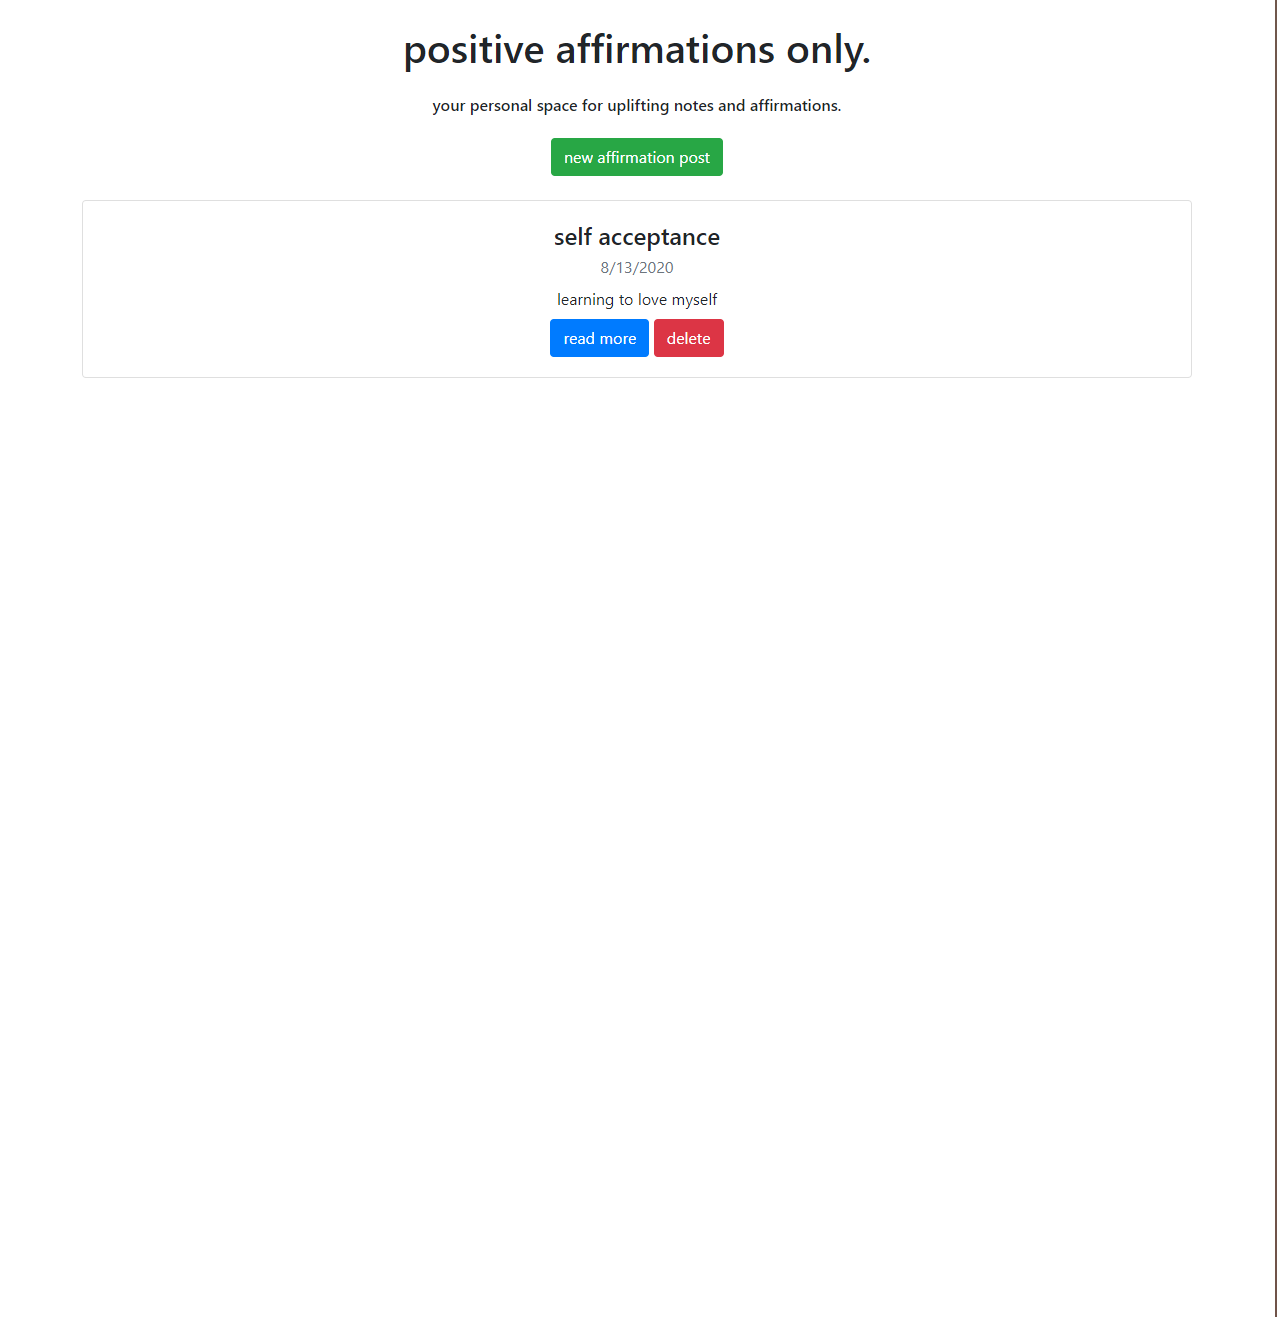 positive affirmations only.
your personal space for uplifting notes and affirmations.
new affirmation post
self acceptance
8/13/2020
learning to love myself
read more delete